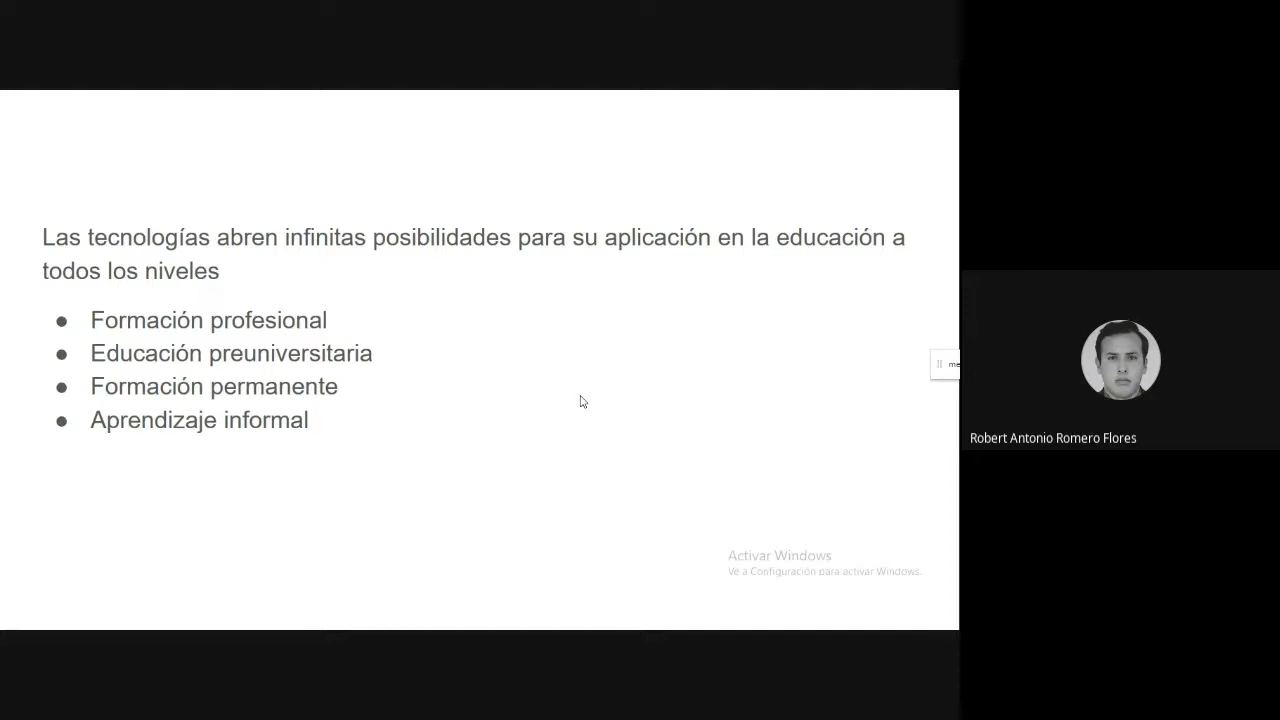 Las tecnologías abren infinitas posibilidades para su aplicación en la educación a
todos los niveles
● Formación profesional
● Educación preuniversitaria
● Formación permanente
● Aprendizaje informal
me
Robert Antonio Romero Flores
Activar Windows
Ve a Configuración para activar Windows.